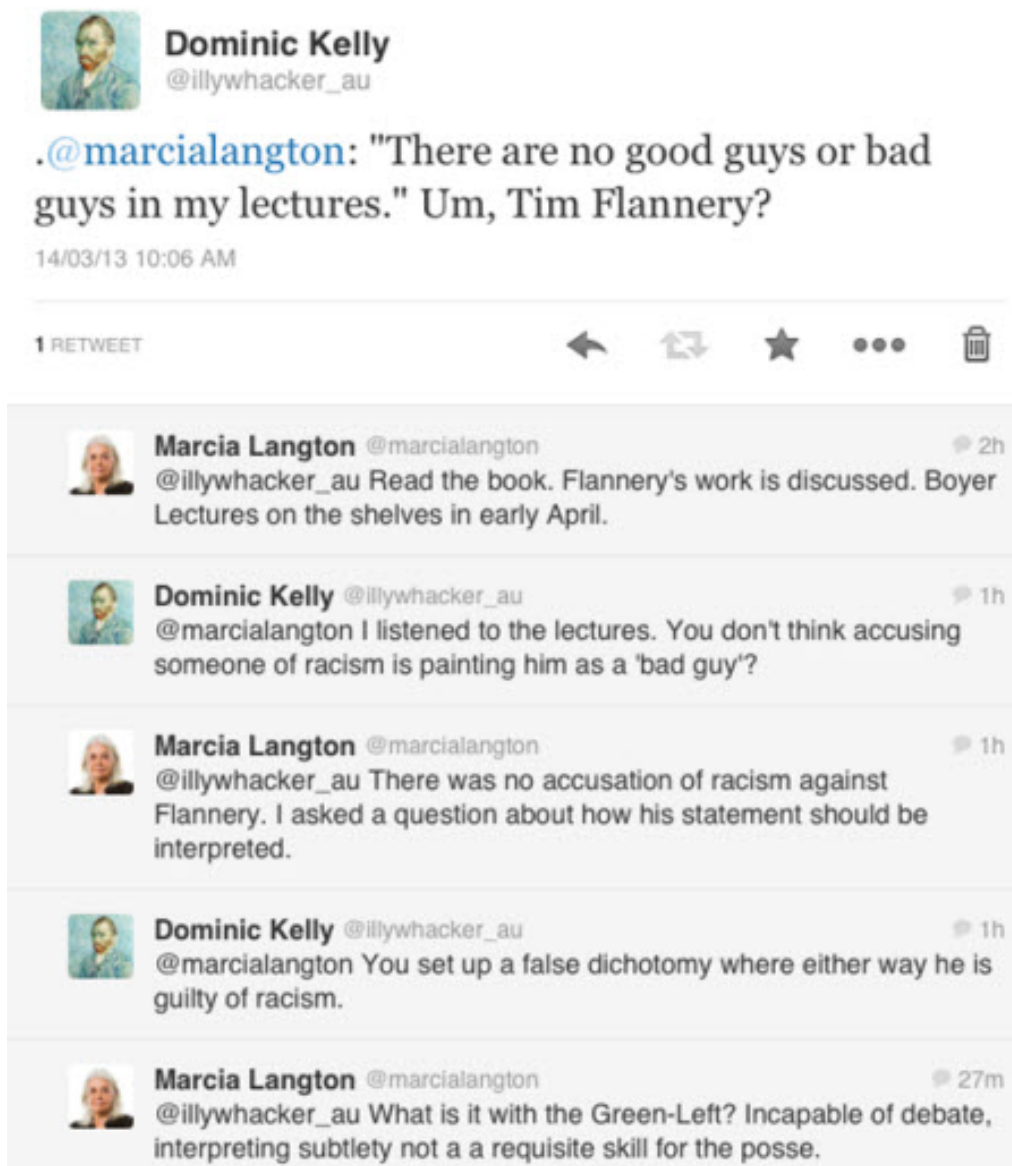 Dominic Kelly
@illywhacker_au
.@marcialangton: "There are no good guys or bad
guys in my lectures." Um, Tim Flannery?
14/03/13 10:06 AM
1 RETWEET
Marcia Langton @marcialangton 2h
@illywhacker_au Read the book. Flannery's work is discussed. Boyer
Lectures on the shelves in early April.
Dominic Kelly @illywhacker_au 1h
@marcialangton I listened to the lectures. You don't think accusing
someone of racism is painting him as a 'bad guy'?
Marcia Langton @marcialangton 1h
@illywhacker_au There was no accusation of racism against
Flannery. I asked a question about how his statement should be
interpreted.
Dominic Kelly @illywhacker_au 1h
@marcialangton You set up a false dichotomy where either way he is
guilty of racism.
Marcia Langton @marcialangton 27m
@illywhacker_au What is it with the Green-Left? Incapable of debate,
interpreting subtlety not a a requisite skill for the posse.